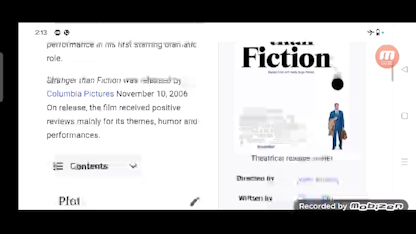 2:13
performance in his first starring dramatic
role.
Stranger than Fiction was released by
Columbia Pictures November 10, 2006
On release, the film received positive
reviews mainly for its themes, humor and
performances.
Contents
Plot
Fiction
Theatrical release
Directed by
Written by
Recorded by
MOBIZEN